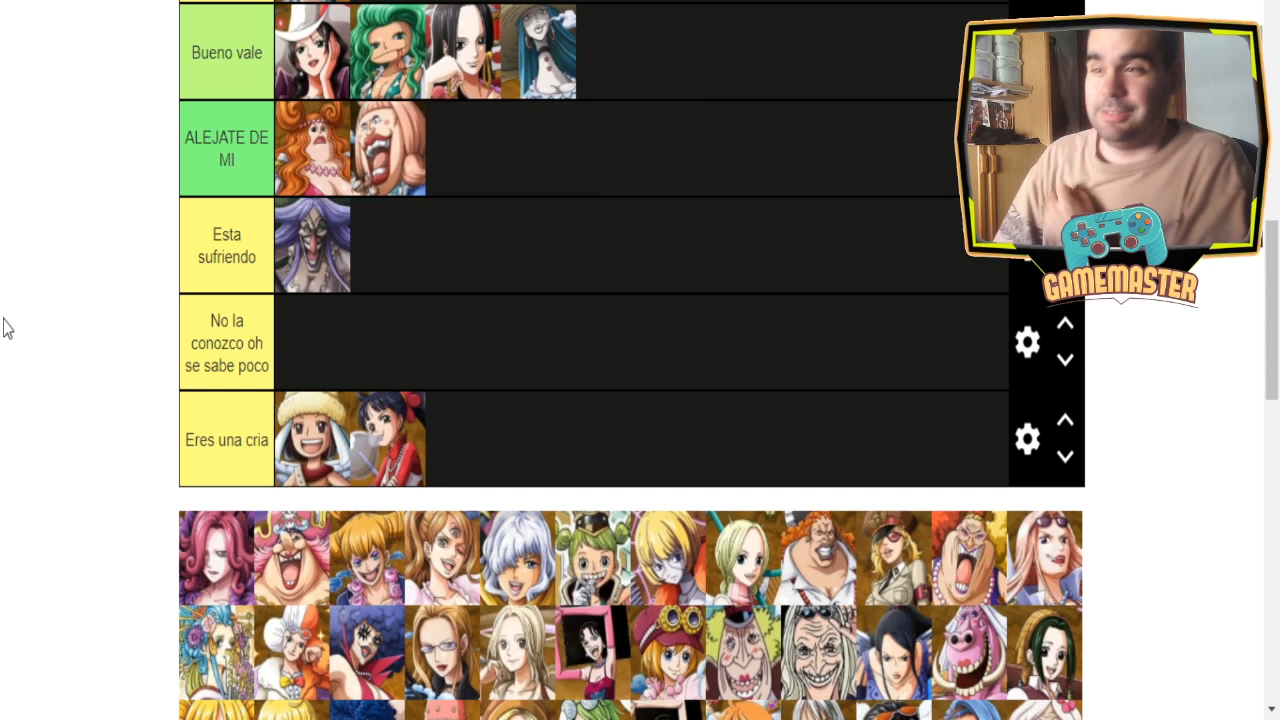 Bueno vale
ALEJATE DE
MI
Esta
sufriendo
No la
conozco oh
se sabe poco
Eres una cria
GAMEMASTER